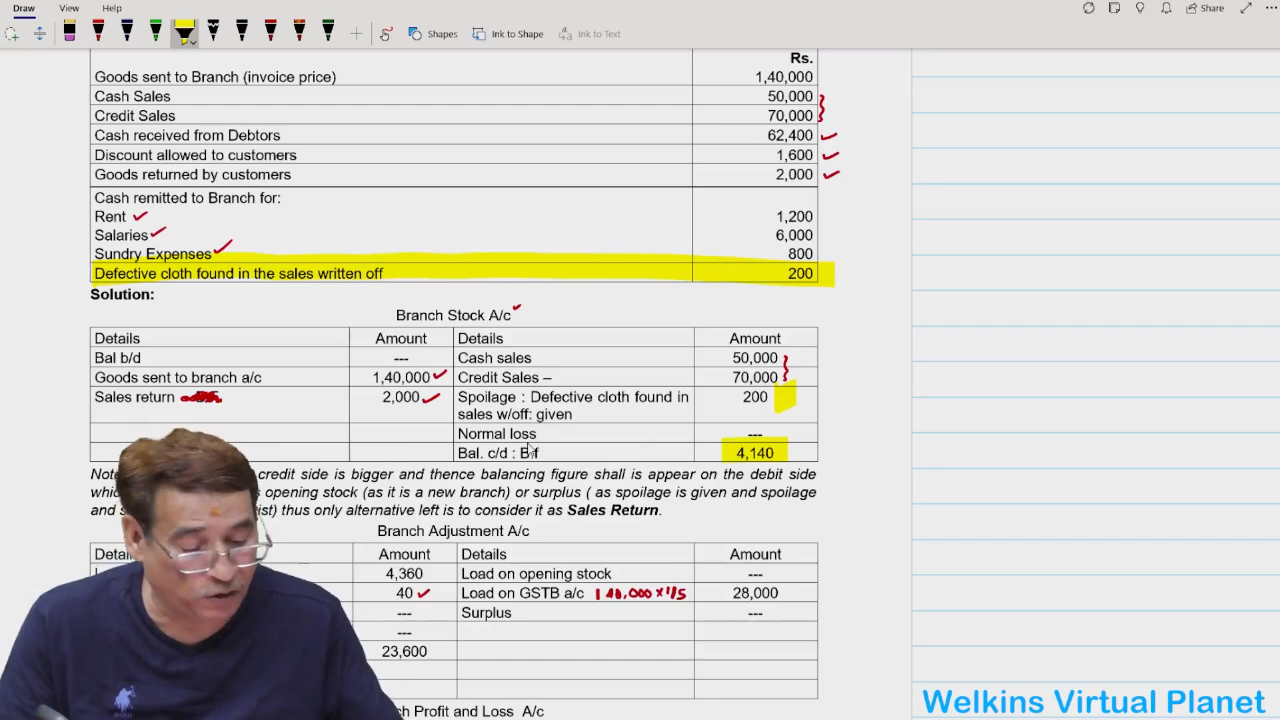 Draw View Share
Shapes Ink to Shape Ink to Text
Rs.
Goods sent to Branch (invoice price) 1,40,000
Cash Sales 50,000
Credit Sales 70,000
Cash received from Debtors 62,400
Discount allowed to customers 1,600
Goods returned by customers 2,000
Cash remitted to Branch for:
Rent 1,200
Salaries 6,000
Sundry Expenses 800
Defective cloth found in the sales written off 200
Solution:
Branch Stock A/c
Details Amount Details Amount
Bal b/d --- Cash sales 50,000
Goods sent to branch a/c 1,40,000 Credit Sales – 70,000
Sales return 2,000 Spoilage : Defective cloth found in 200
sales w/off: given
Normal loss ---
Bal. c/d : B/f 4,140
Note credit side is bigger and thence balancing figure shall is appear on the debit side
opening stock (as it is a new branch) or surplus ( as spoilage is given and spoilage
and thus only alternative left is to consider it as Sales Return.
Branch Adjustment A/c
Amount Details Amount
4,360 Load on opening stock ---
40 Load on GSTB a/c 1,40,000×1/5 28,000
--- Surplus ---
---
23,600
Profit and Loss A/c
Welkins Virtual Planet